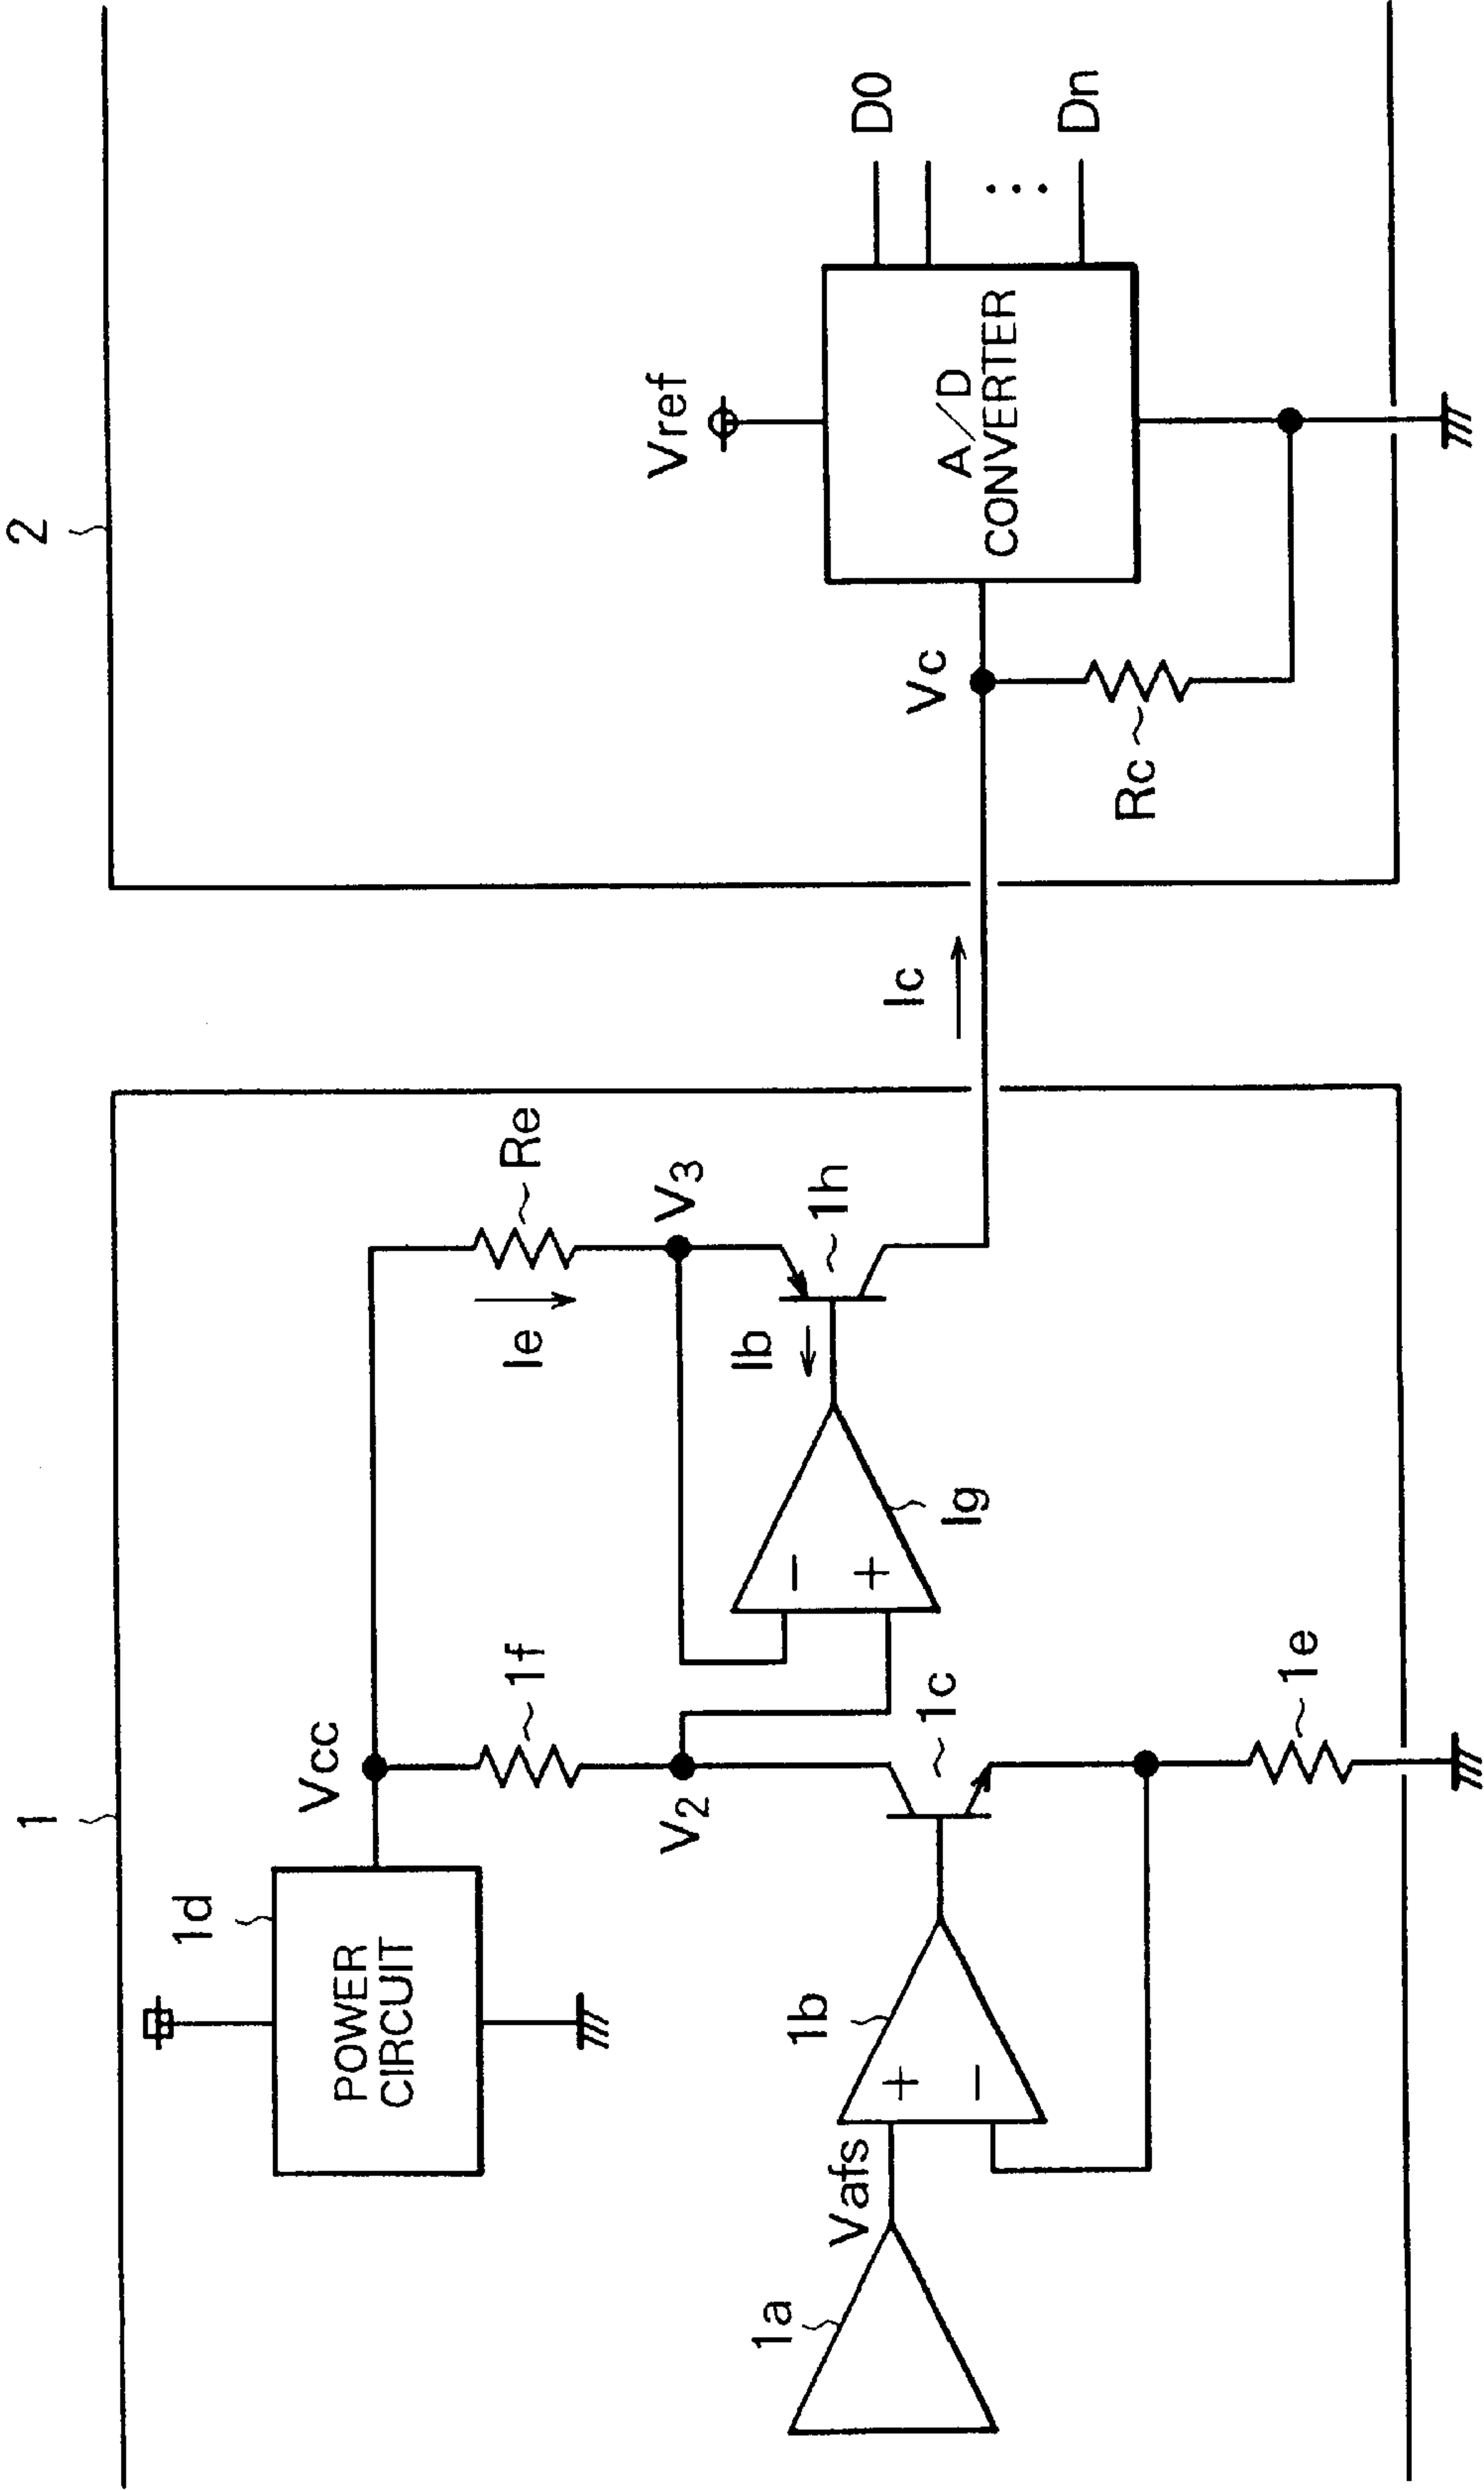 1
2
1d
POWER
CIRCUIT
Vcc
1f
Re
Ie
V2
V3
Ib
1h
Ic
1a
Vafs
1b
+
−
1c
−
+
Ig
1e
Vref
Vc
Rc
A/D
CONVERTER
D0
...
Dn